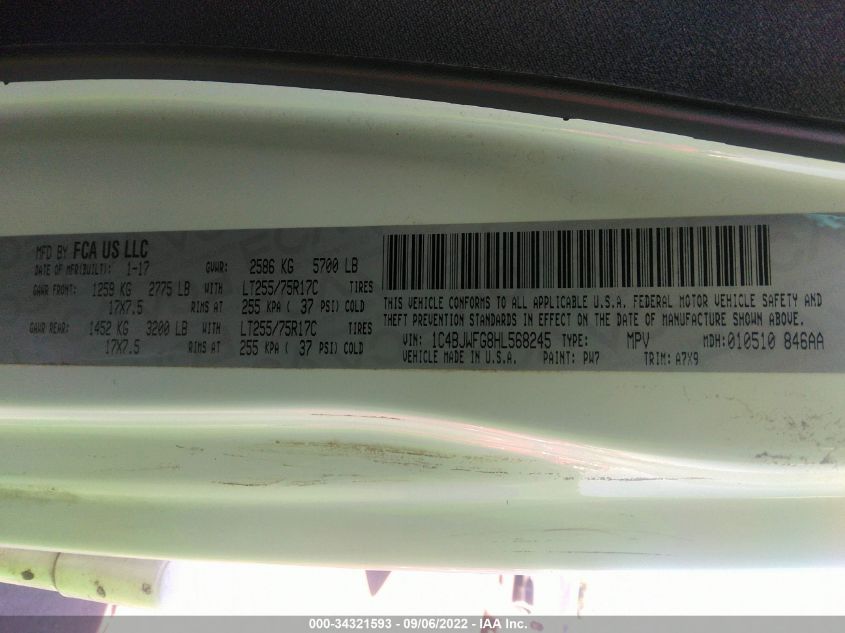 MFD BY FCA US LLC
DATE OF MFR(BUILT): 1-17 GVWR: 2586 KG 5700 LB
GAWR FRONT: 1259 KG 2775 LB WITH LT255/75R17C TIRES
17X7.5 RIMS AT 255 KPA ( 37 PSI) COLD
GAWR REAR: 1452 KG 3200 LB WITH LT255/75R17C TIRES
17X7.5 RIMS AT 255 KPA ( 37 PSI) COLD
THIS VEHICLE CONFORMS TO ALL APPLICABLE U.S.A. FEDERAL MOTOR VEHICLE SAFETY AND
THEFT PREVENTION STANDARDS IN EFFECT ON THE DATE OF MANUFACTURE SHOWN ABOVE.
VIN: 1C4BJWFG8HL568245 TYPE: MPV MDH:010510 846AA
VEHICLE MADE IN U.S.A. PAINT: PW7 TRIM: A7X9
000-34321593 - 09/06/2022 - IAA Inc.